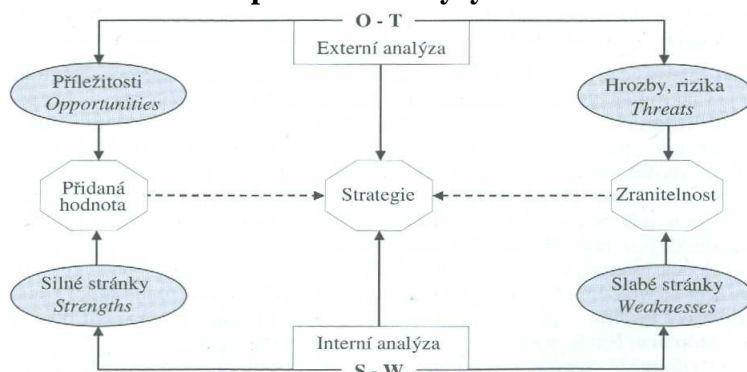 O - T
Externí analýza
Příležitosti
Opportunities
Hrozby, rizika
Threats
Přidaná
hodnota
Strategie
Zranitelnost
Silné stránky
Strengths
Slabé stránky
Weaknesses
Interní analýza
S - W